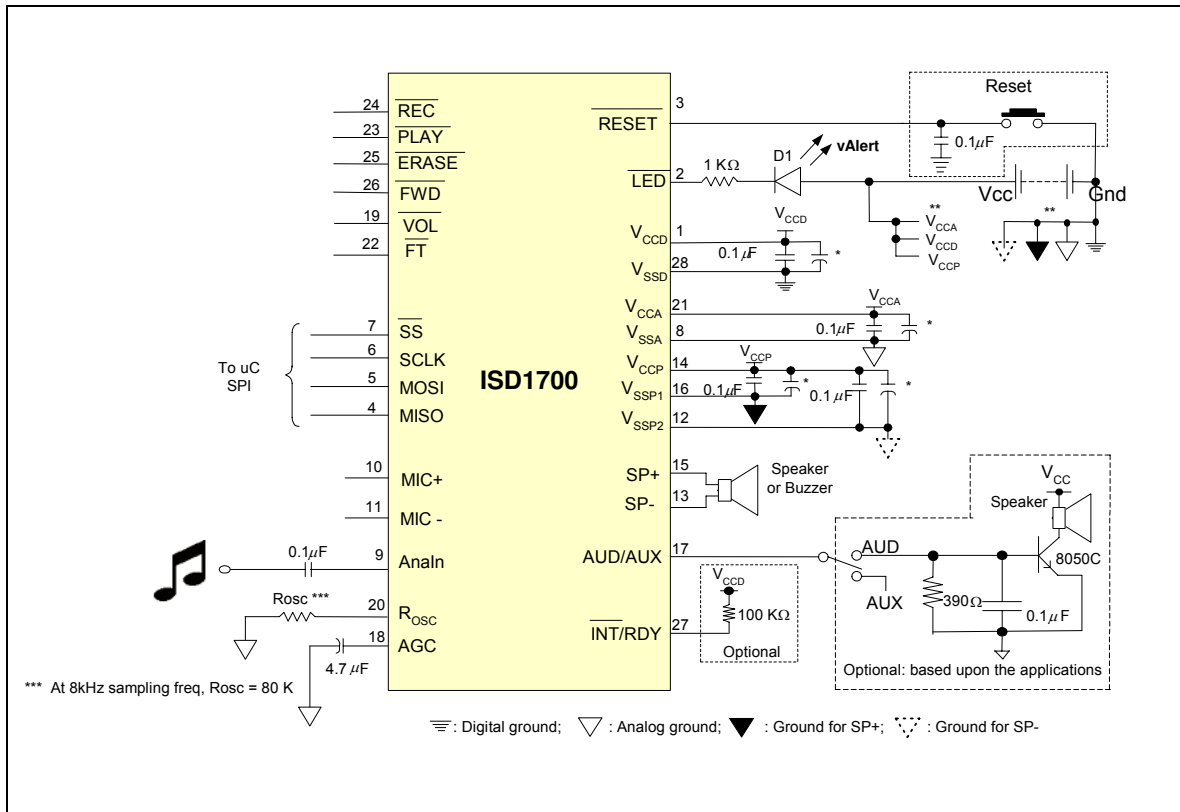 24 REC
23 PLAY
25 ERASE
26 FWD
19 VOL
22 FT
7 SS
6 SCLK
5 MOSI
4 MISO
To uC
SPI
10 MIC+
11 MIC -
0.1μF
9 AnaIn
Rosc ***
20 ROSC
18 AGC
4.7 μF
*** At 8kHz sampling freq, Rosc = 80 K
ISD1700
RESET 3
Reset
0.1μF
LED 2
1 KΩ
D1
vAlert
Vcc
Gnd
**
VCCA
VCCD
VCCP
**
VCCD 1
VCCD
0.1μF
*
VSSD 28
VCCA 21
VCCA
0.1μF
*
VSSA 8
VCCP 14
VCCP
0.1μF
*
0.1μF
*
VSSP1 16
VSSP2 12
SP+ 15
SP- 13
Speaker
or Buzzer
AUD/AUX 17
AUD
AUX
390Ω
0.1μF
VCC
Speaker
8050C
Optional: based upon the applications
INT/RDY 27
VCCD
100 KΩ
Optional
: Digital ground; : Analog ground; : Ground for SP+; : Ground for SP-